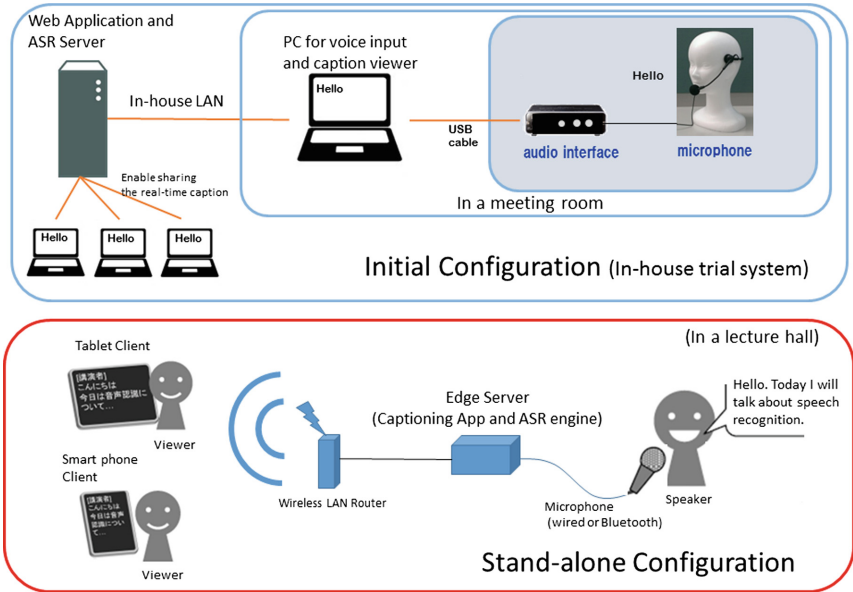 Web Application and
ASR Server
In-house LAN
PC for voice input
and caption viewer
Hello
USB
cable
Hello
audio interface
microphone
Enable sharing
the real-time caption
In a meeting room
Hello
Hello
Hello
Initial Configuration (In-house trial system)
(In a lecture hall)
Tablet Client
[講演者]
こんにちは
今日は音声認識に
ついて…
Viewer
Smart phone
Client
[講演者]
こんにちは
今日は音声
認識につい
て…
Viewer
Wireless LAN Router
Edge Server
(Captioning App and ASR engine)
Hello. Today I will
talk about speech
recognition.
Microphone
(wired or Bluetooth)
Speaker
Stand-alone Configuration